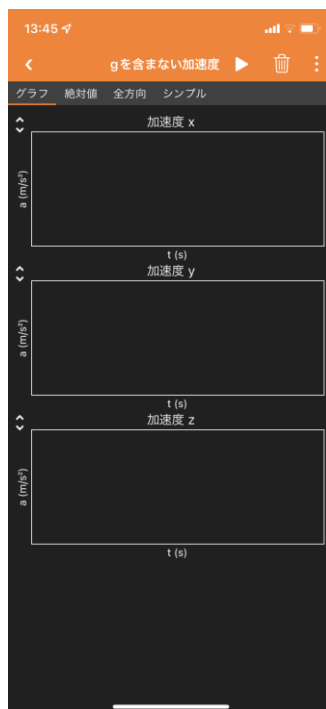 13:45
gを含まない加速度
グラフ 絶対値 全方向 シンプル
加速度 x
a (m/s²)
t (s)
加速度 y
a (m/s²)
t (s)
加速度 z
a (m/s²)
t (s)